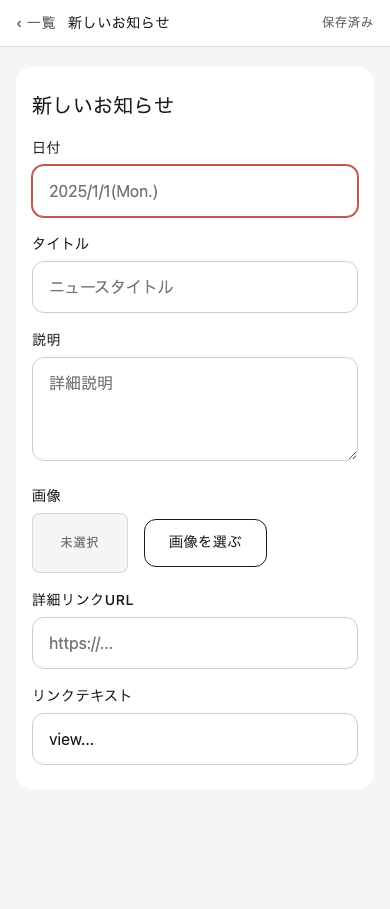 ‹ 一覧 新しいお知らせ 保存済み
新しいお知らせ
日付
2025/1/1(Mon.)
タイトル
ニュースタイトル
説明
詳細説明
画像
未選択 画像を選ぶ
詳細リンクURL
https://...
リンクテキスト
view...